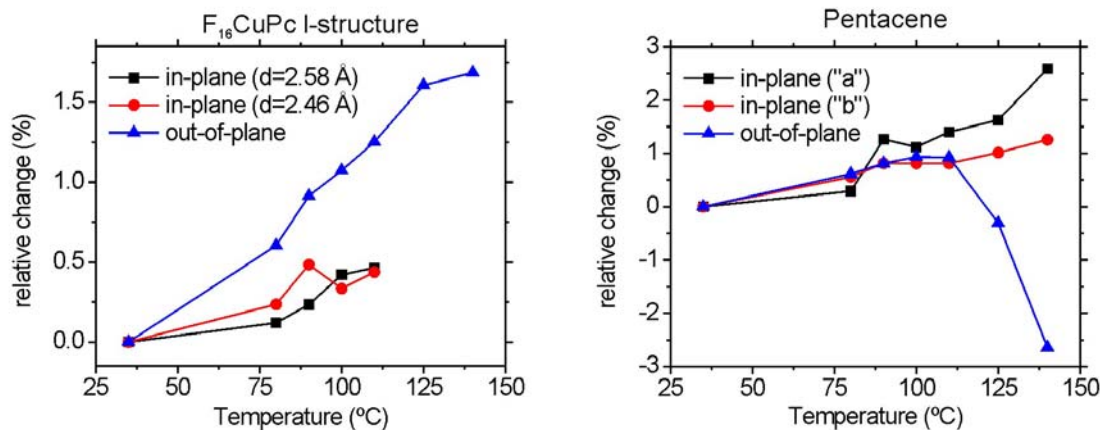 F₁₆CuPc I-structure
in-plane (d=2.58 Å)
in-plane (d=2.46 Å)
out-of-plane
relative change (%)
1.5
1.0
0.5
0.0
25 50 75 100 125 150
Temperature (ºC)
Pentacene
in-plane ("a")
in-plane ("b")
out-of-plane
relative change (%)
3
2
1
0
-1
-2
-3
25 50 75 100 125 150
Temperature (ºC)